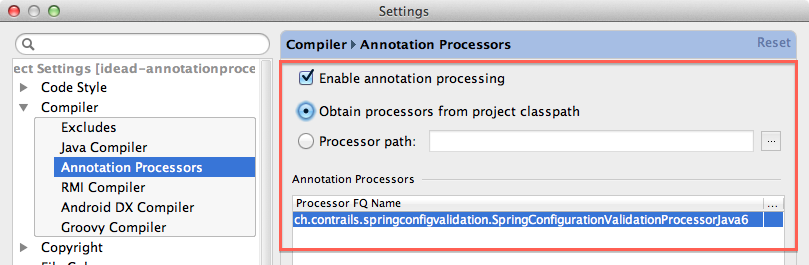 Settings
Compiler ▸ Annotation Processors
Reset
ect Settings [idead-annotationproce
Code Style
Compiler
Excludes
Java Compiler
Annotation Processors
RMI Compiler
Android DX Compiler
Groovy Compiler
Copyright
Enable annotation processing
Obtain processors from project classpath
Processor path:
...
Annotation Processors
Processor FQ Name
...
ch.contrails.springconfigvalidation.SpringConfigurationValidationProcessorJava6